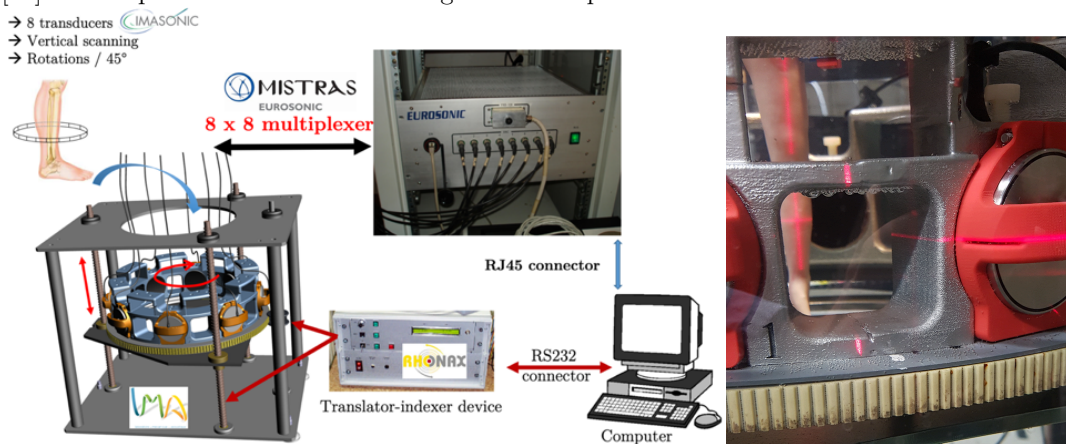 → 8 transducers IMASONIC
→ Vertical scanning
→ Rotations / 45°
MISTRAS
EUROSONIC
8 x 8 multiplexer
EUROSONIC
RJ45 connector
RHONAX
RS232
connector
Translator-indexer device
LMA
Computer
1